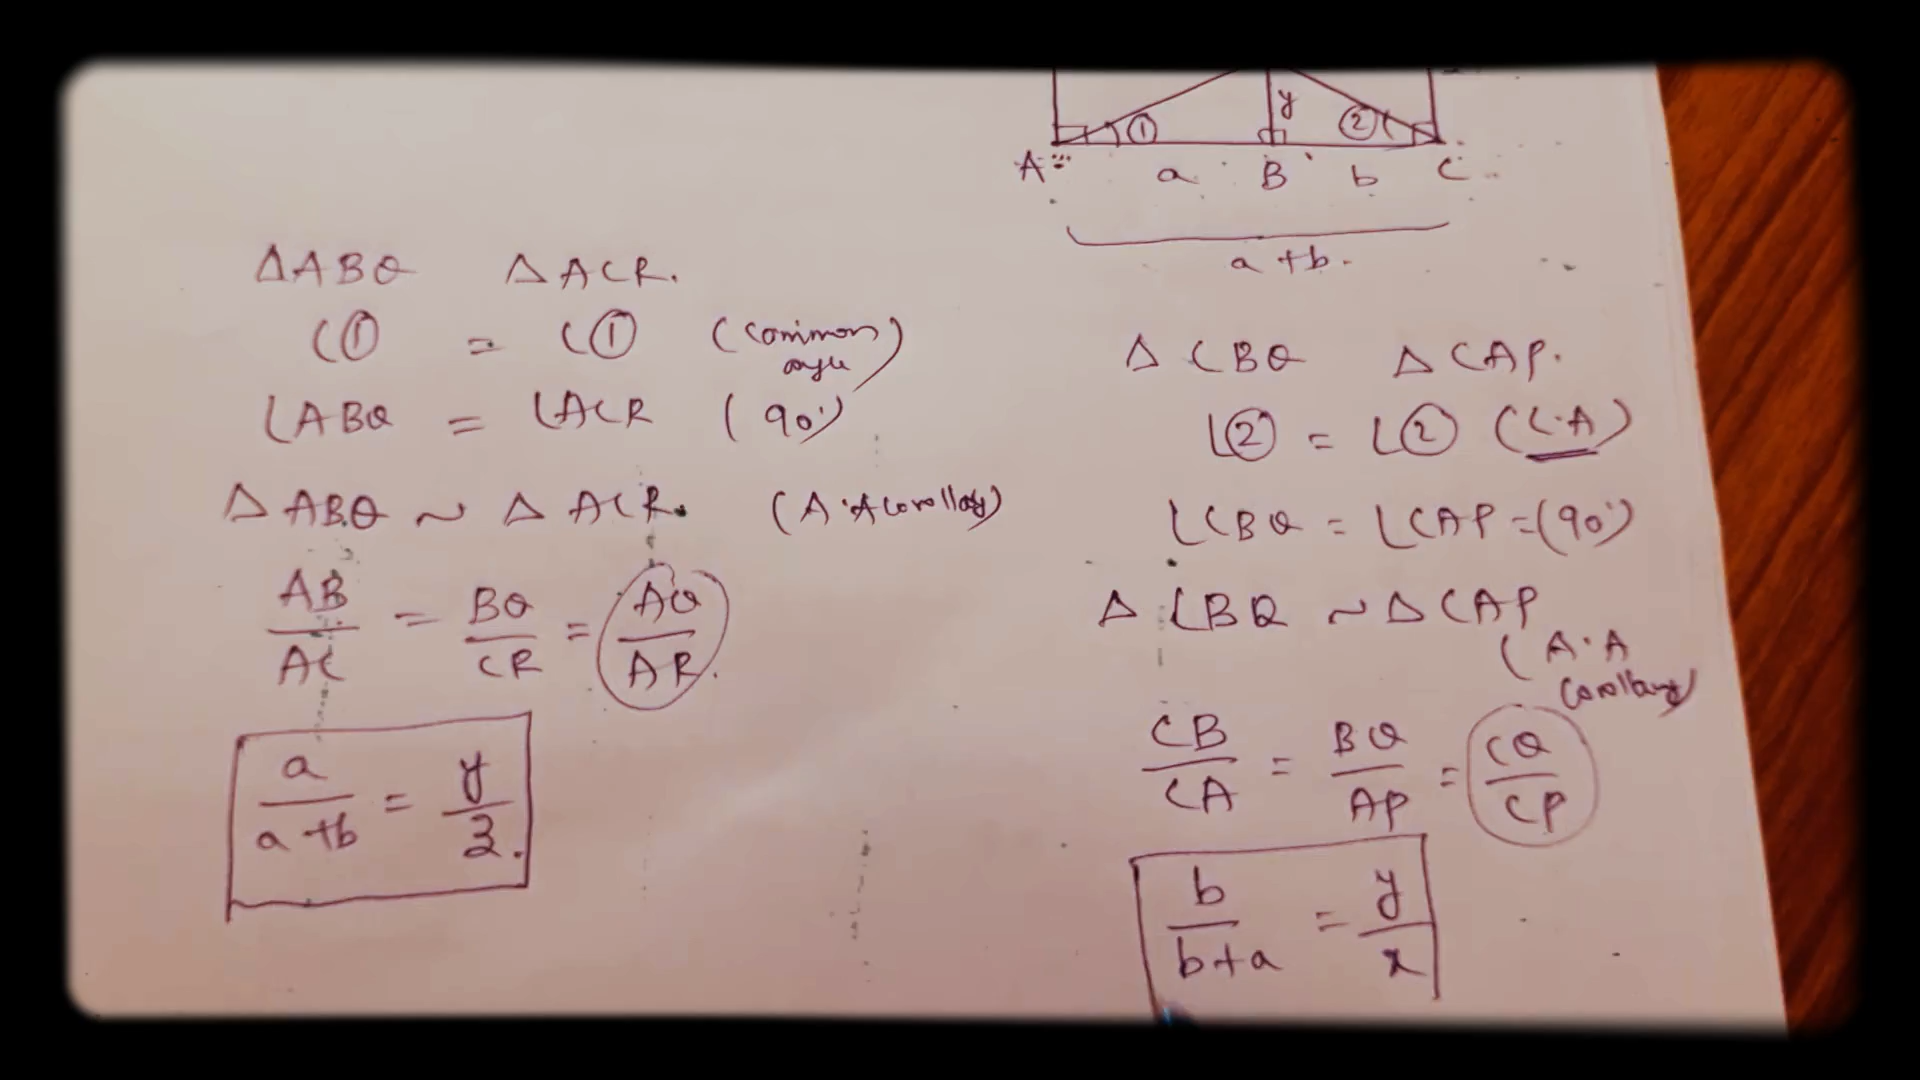 y
① ②
A a B b C
a + b.
ΔABQ ΔACR.
∠① = ∠① (common angle)
∠ABQ = ∠ACR (90°)
ΔABQ ~ ΔACR. (A·A corollary)
AB/AC = BQ/CR = AQ/AR.
a/a+b = y/z.
ΔCBQ ΔCAP.
∠② = ∠② (C·A)
∠CBQ = ∠CAP = (90°)
ΔCBQ ~ ΔCAP
(A·A
corollary)
CB/CA = BQ/AP = CQ/CP
b/b+a = y/x